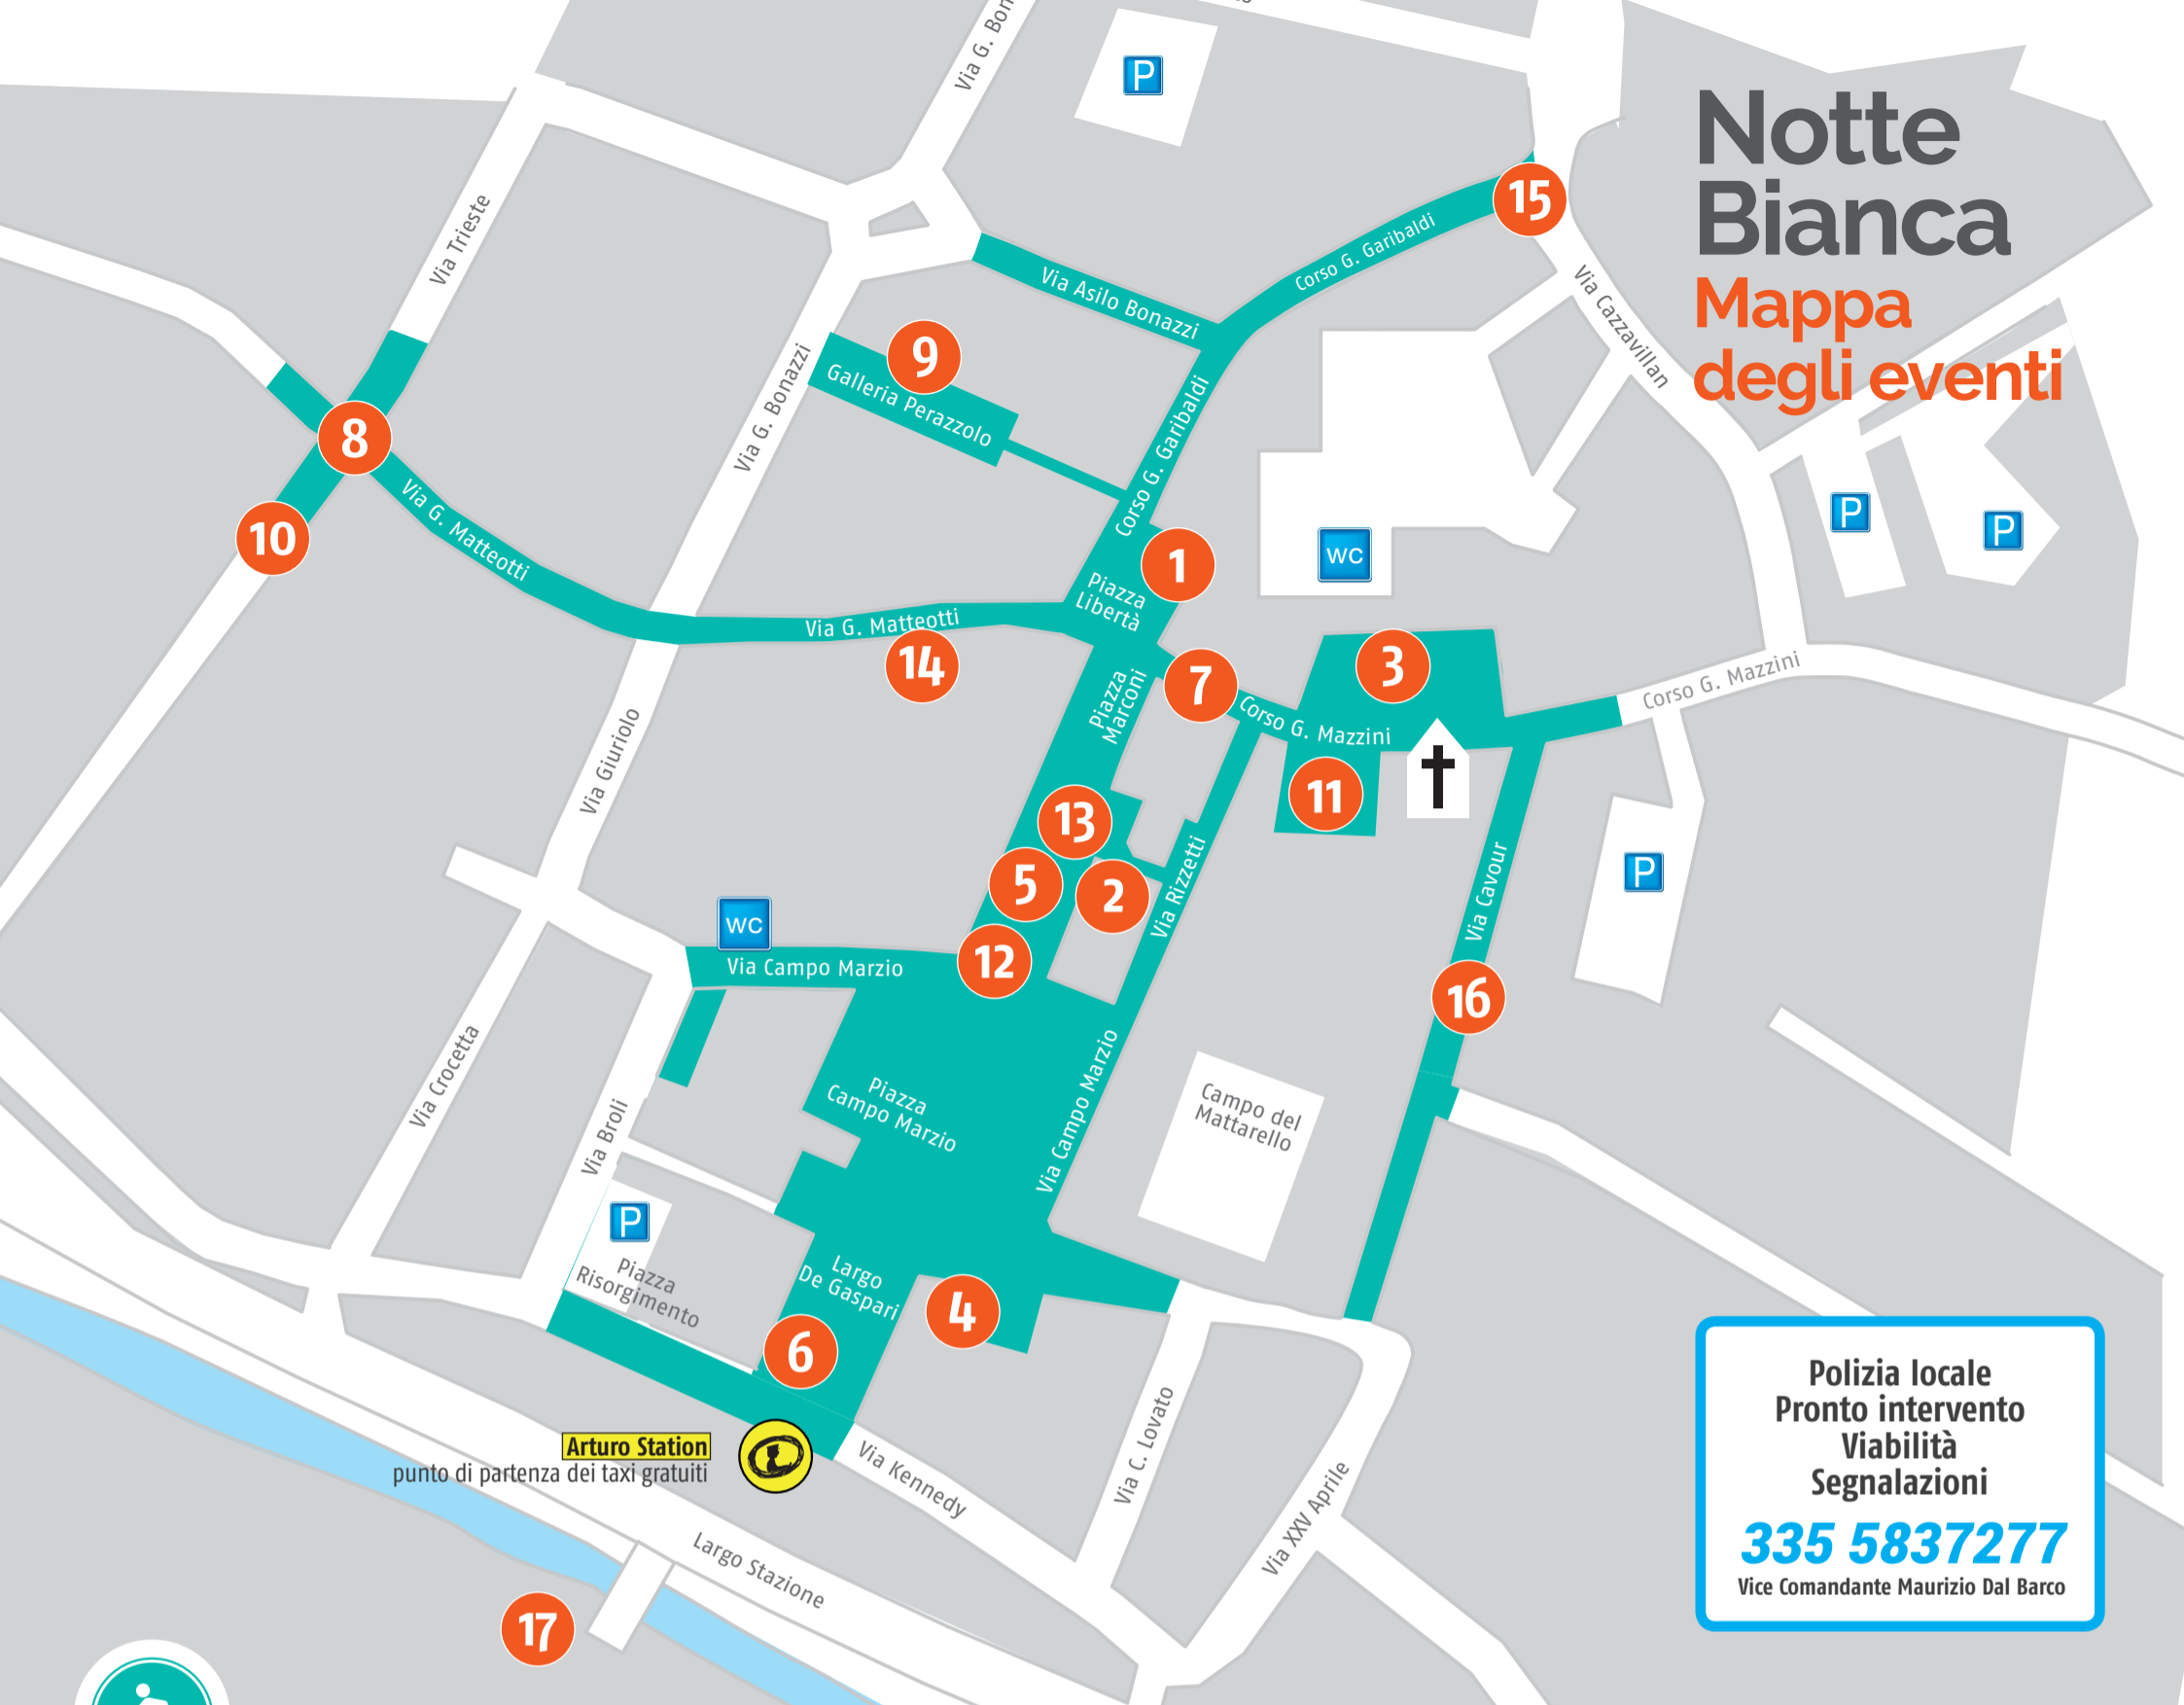 Notte
Bianca
Mappa
degli eventi
Via G. Bon
P
15
Via Trieste
Corso G. Garibaldi
Via Asilo Bonazzi
Via Cazzavillan
9
Galleria Perazzolo
Via G. Bonazzi
Corso G. Garibaldi
8
10
Via G. Matteotti
1
WC
P
P
Piazza
Libertà
Via G. Matteotti
14
3
7
Corso G. Mazzini
Piazza
Marconi
Corso G. Mazzini
Via Giuriolo
11
13
5
2
Via Rizzetti
Via Cavour
P
WC
Via Campo Marzio
12
16
Via Crocetta
Via Broli
Piazza
Campo Marzio
Via Campo Marzio
Campo del
Mattarello
P
Piazza
Risorgimento
Largo
De Gaspari
4
6
Arturo Station
punto di partenza dei taxi gratuiti
Via Kennedy
Via C. Lovato
Via XXV Aprile
Largo Stazione
17
Polizia locale
Pronto intervento
Viabilità
Segnalazioni
335 5837277
Vice Comandante Maurizio Dal Barco